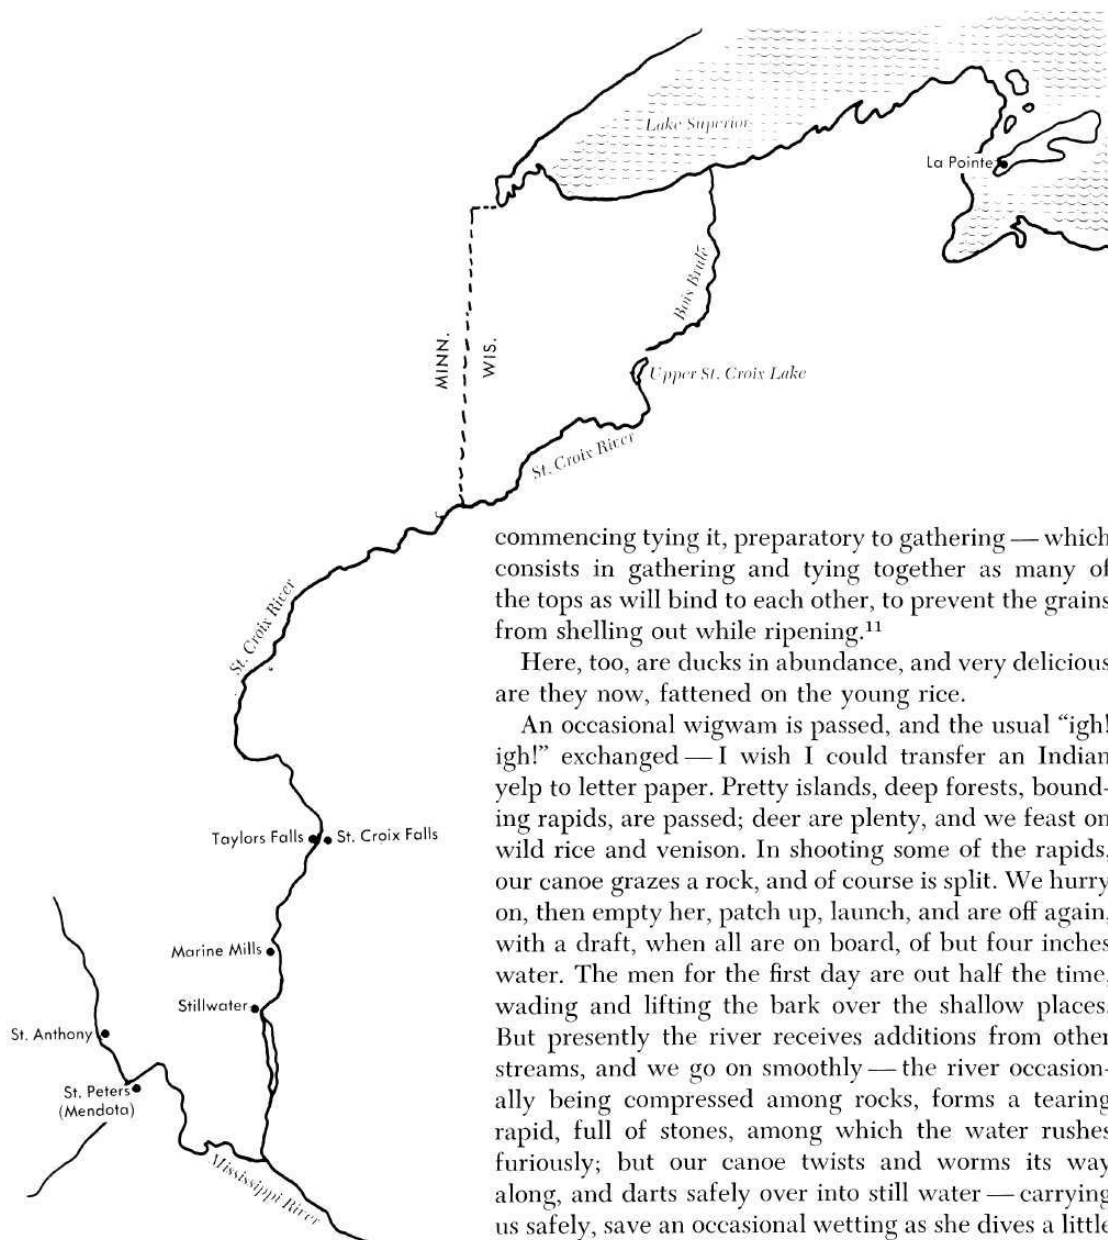 Lake Superior
La Pointe
Bois Brulé
MINN.
WIS.
Upper St. Croix Lake
St. Croix River
St. Croix River
Taylors Falls
St. Croix Falls
Marine Mills
Stillwater
St. Anthony
St. Peters
(Mendota)
Mississippi River
commencing tying it, preparatory to gathering — which
consists in gathering and tying together as many of
the tops as will bind to each other, to prevent the grains
from shelling out while ripening.¹¹
Here, too, are ducks in abundance, and very delicious
are they now, fattened on the young rice.
An occasional wigwam is passed, and the usual “igh!
igh!” exchanged — I wish I could transfer an Indian
yelp to letter paper. Pretty islands, deep forests, bound-
ing rapids, are passed; deer are plenty, and we feast on
wild rice and venison. In shooting some of the rapids,
our canoe grazes a rock, and of course is split. We hurry
on, then empty her, patch up, launch, and are off again,
with a draft, when all are on board, of but four inches
water. The men for the first day are out half the time,
wading and lifting the bark over the shallow places.
But presently the river receives additions from other
streams, and we go on smoothly — the river occasion-
ally being compressed among rocks, forms a tearing
rapid, full of stones, among which the water rushes
furiously; but our canoe twists and worms its way
along, and darts safely over into still water — carrying
us safely, save an occasional wetting as she dives a little